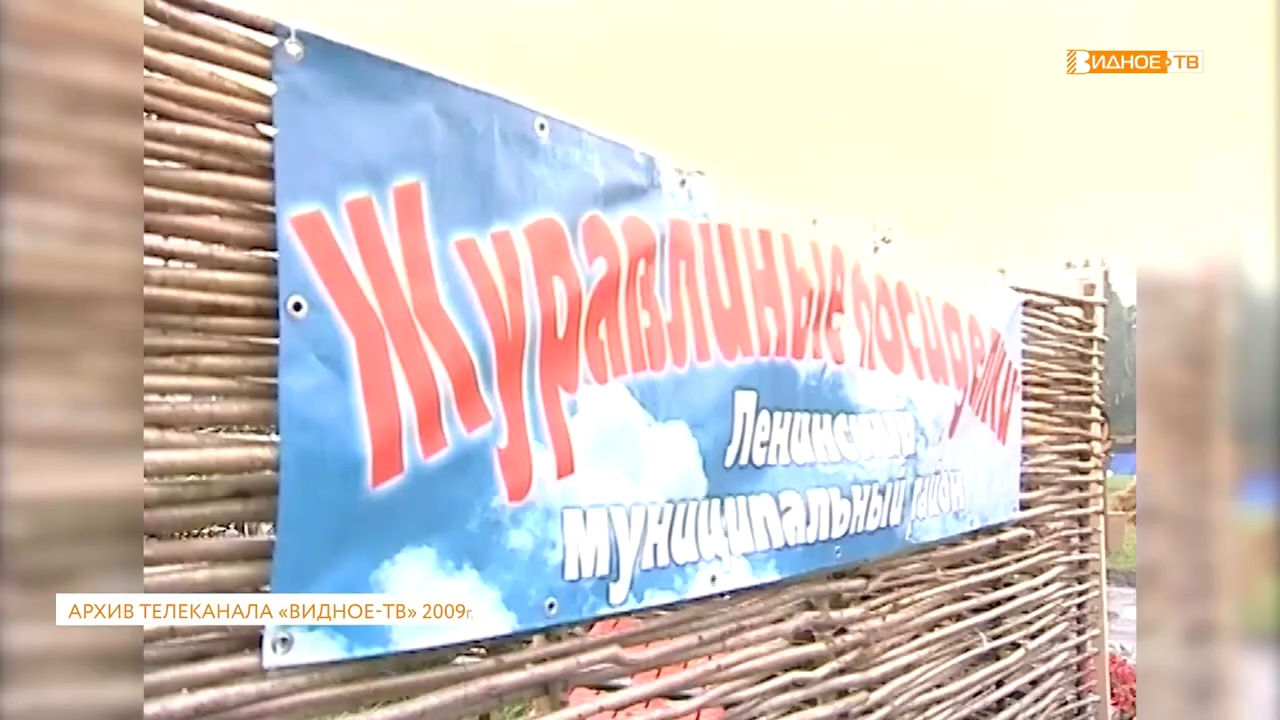 ВИДНОЕ-ТВ
Журавлиные посиделки
Ленинский
муниципальный район
АРХИВ ТЕЛЕКАНАЛА «ВИДНОЕ-ТВ» 2009г.